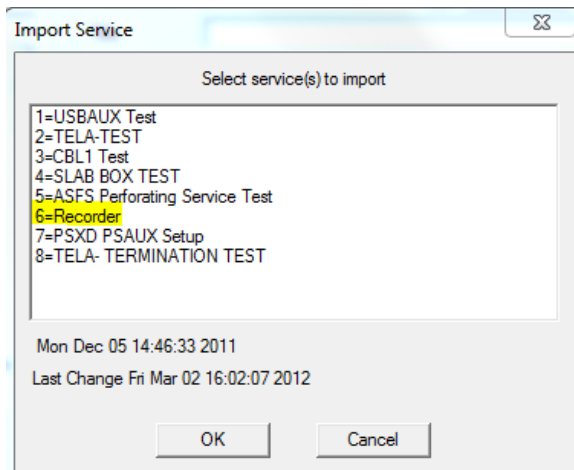 Import Service
Select service(s) to import
1=USBAUX Test
2=TELA-TEST
3=CBL1 Test
4=SLAB BOX TEST
5=ASFS Perforating Service Test
6=Recorder
7=PSXD PSAUX Setup
8=TELA- TERMINATION TEST
Mon Dec 05 14:46:33 2011
Last Change Fri Mar 02 16:02:07 2012
OK Cancel